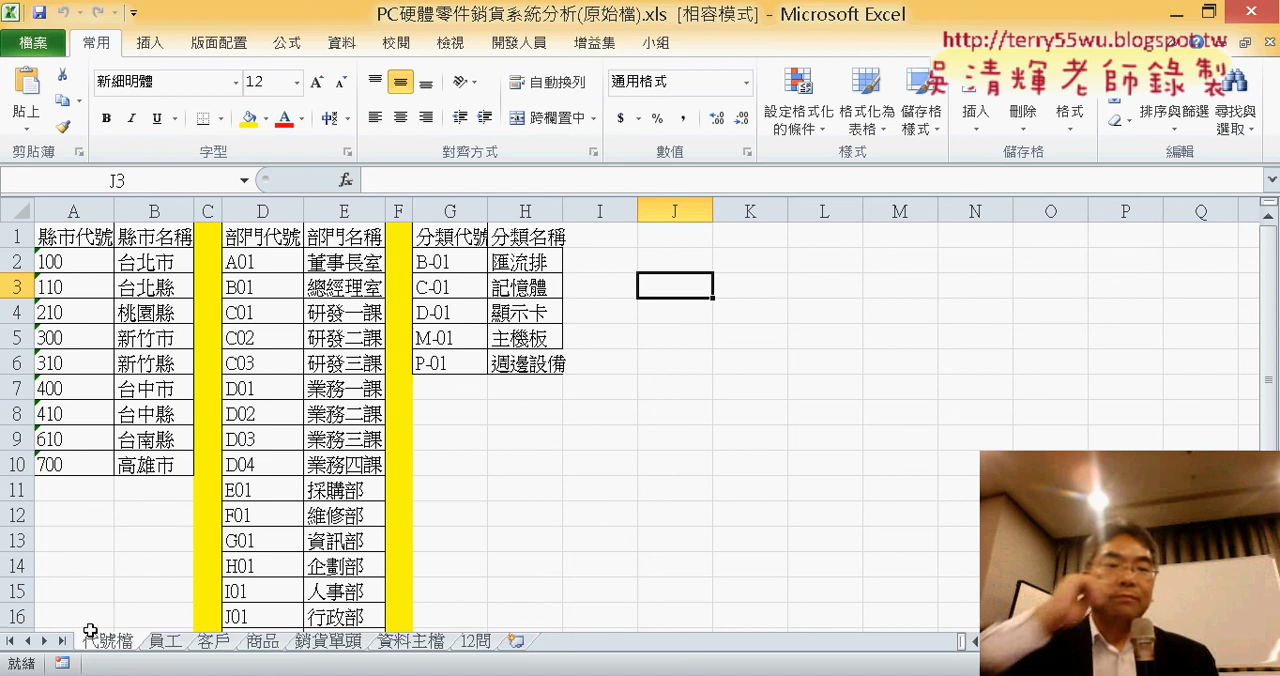 PC硬體零件銷貨系統分析(原始檔).xls [相容模式] - Microsoft Excel
檔案 常用 插入 版面配置 公式 資料 校閱 檢視 開發人員 增益集 小組
http://terry55wu.blogspot.tw
吳清輝老師錄製
貼上 新細明體 12 自動換列 通用格式 設定格式化的條件 格式化為表格 儲存格樣式 插入 刪除 格式 排序與篩選 尋找與選取
B I U A 跨欄置中 $ %
剪貼簿 字型 對齊方式 數值 樣式 儲存格 編輯
J3 fx
A B C D E F G H I J K L M N O P Q
1 縣市代號 縣市名稱 部門代號 部門名稱 分類代號 分類名稱
2 100 台北市 A01 董事長室 B-01 匯流排
3 110 台北縣 B01 總經理室 C-01 記憶體
4 210 桃園縣 C01 研發一課 D-01 顯示卡
5 300 新竹市 C02 研發二課 M-01 主機板
6 310 新竹縣 C03 研發三課 P-01 週邊設備
7 400 台中市 D01 業務一課
8 410 台中縣 D02 業務二課
9 610 台南縣 D03 業務三課
10 700 高雄市 D04 業務四課
11 E01 採購部
12 F01 維修部
13 G01 資訊部
14 H01 企劃部
15 I01 人事部
16 J01 行政部
代號檔 員工 客戶 商品 銷貨單頭 資料主檔 12問
就緒